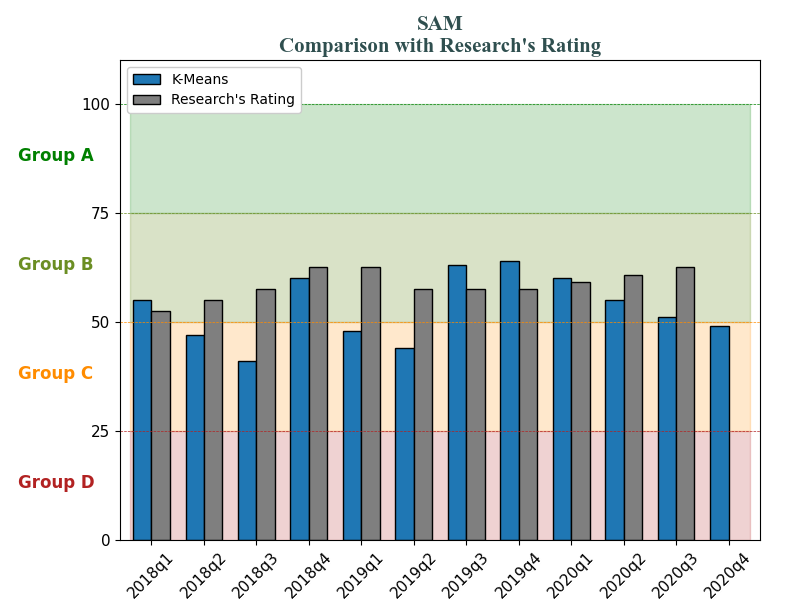 SAM
Comparison with Research's Rating
K-Means
Research's Rating
100
Group A
75
Group B
50
Group C
25
Group D
0
2018q1
2018q2
2018q3
2018q4
2019q1
2019q2
2019q3
2019q4
2020q1
2020q2
2020q3
2020q4